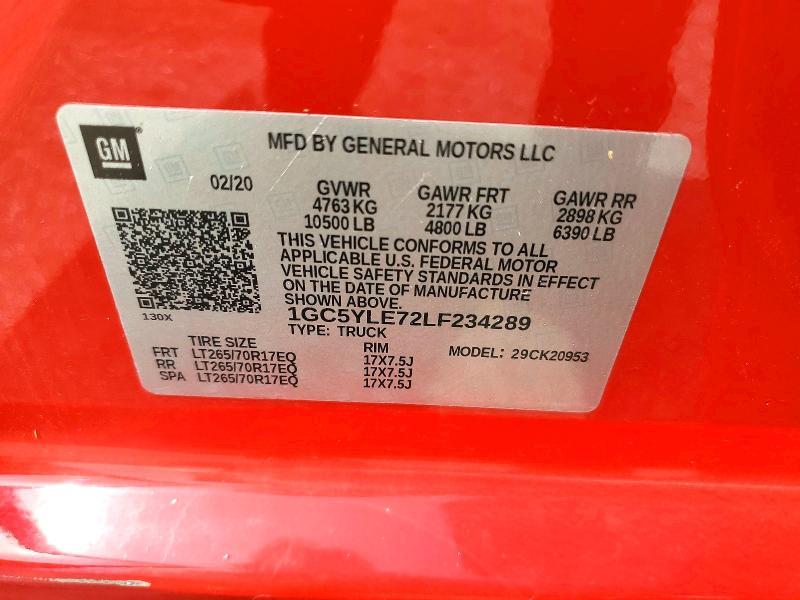 GM
MFD BY GENERAL MOTORS LLC
02/20 GVWR GAWR FRT GAWR RR
4763 KG 2177 KG 2898 KG
10500 LB 4800 LB 6390 LB
THIS VEHICLE CONFORMS TO ALL
APPLICABLE U.S. FEDERAL MOTOR
VEHICLE SAFETY STANDARDS IN EFFECT
ON THE DATE OF MANUFACTURE
SHOWN ABOVE.
130X
1GC5YLE72LF234289
TYPE: TRUCK
TIRE SIZE RIM MODEL: 29CK20953
FRT LT265/70R17EQ 17X7.5J
RR LT265/70R17EQ 17X7.5J
SPA LT265/70R17EQ 17X7.5J